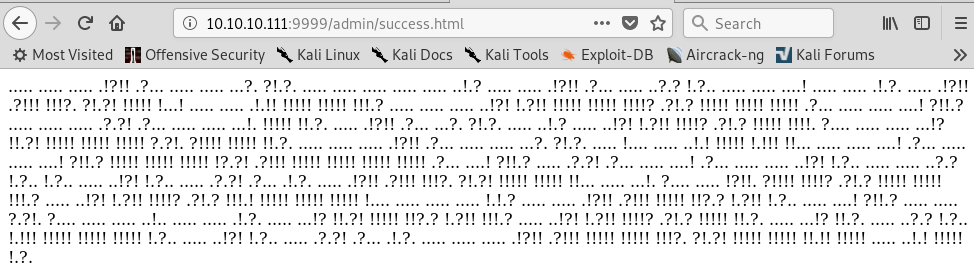 10.10.10.111:9999/admin/success.html
Search
Most Visited Offensive Security Kali Linux Kali Docs Kali Tools Exploit-DB Aircrack-ng Kali Forums
..... ..... ..... .!?!! .?... ..... ..... ...?. ?!.?. ..... ..... ..... ..... ..... ..!.? ..... ..... .!?!! .?... ..... ..?.? !.?.. ..... ..... ....! ..... ..... .!.?. ..... .!?!!
.?!!! !!!?. ?!.?! !!!!! !...! ..... ..... .!.!! !!!!! !!!!! !!!.? ..... ..... ..... ..!?! !.?!! !!!!! !!!!! !!!!? .?!.? !!!!! !!!!! !!!!! .?... ..... ..... ....! ?!!.?
..... ..... ..... .?.?! .?... ..... ..... ...!. !!!!! !!.?. ..... .!?!! .?... ...?. ?!.?. ..... ..!.? ..... ..!?! !.?!! !!!!? .?!.? !!!!! !!!!. ?.... ..... ..... ...!?
!!.?! !!!!! !!!!! !!!!! ?.?!. ?!!!! !!!!! !!.?. ..... ..... ..... .!?!! .?... ..... ..... ...?. ?!.?. ..... !.... ..... ..!.! !!!!! !.!!! !!... ..... ..... ....! .?... .....
..... ....! ?!!.? !!!!! !!!!! !!!!! !?.?! .?!!! !!!!! !!!!! !!!!! !!!!! .?... ....! ?!!.? ..... .?.?! .?... ..... ....! .?... ..... ..... ..!?! !.?.. ..... ..... ..?.?
!.?.. !.?.. ..... ..!?! !.?.. ..... .?.?! .?... .!.?. ..... .!?!! .?!!! !!!?. ?!.?! !!!!! !!!!! !!... ..... ...!. ?.... ..... !?!!. ?!!!! !!!!? .?!.? !!!!! !!!!!
!!!.? ..... ..!?! !.?!! !!!!? .?!.? !!!.! !!!!! !!!!! !!!!! !.... ..... ..... ..... !.!.? ..... ..... .!?!! .?!!! !!!!! !!?.? !.?!! !.?.. ..... ....! ?!!.? ..... .....
?.?!. ?.... ..... ..... ..!.. ..... ..... .!.?. ..... ...!? !!.?! !!!!! !!?.? !.?!! !!!.? ..... ..!?! !.?!! !!!!? .?!.? !!!!! !!.?. ..... ...!? !!.?. ..... ..?.? !.?..
!.!!! !!!!! !!!!! !!!!! !.?.. ..... ..!?! !.?.. ..... .?.?! .?... .!.?. ..... ..... ..... .!?!! .?!!! !!!!! !!!!! !!!?. ?!.?! !!!!! !!!!! !!.!! !!!!! ..... ..!.! !!!!!
!.?.